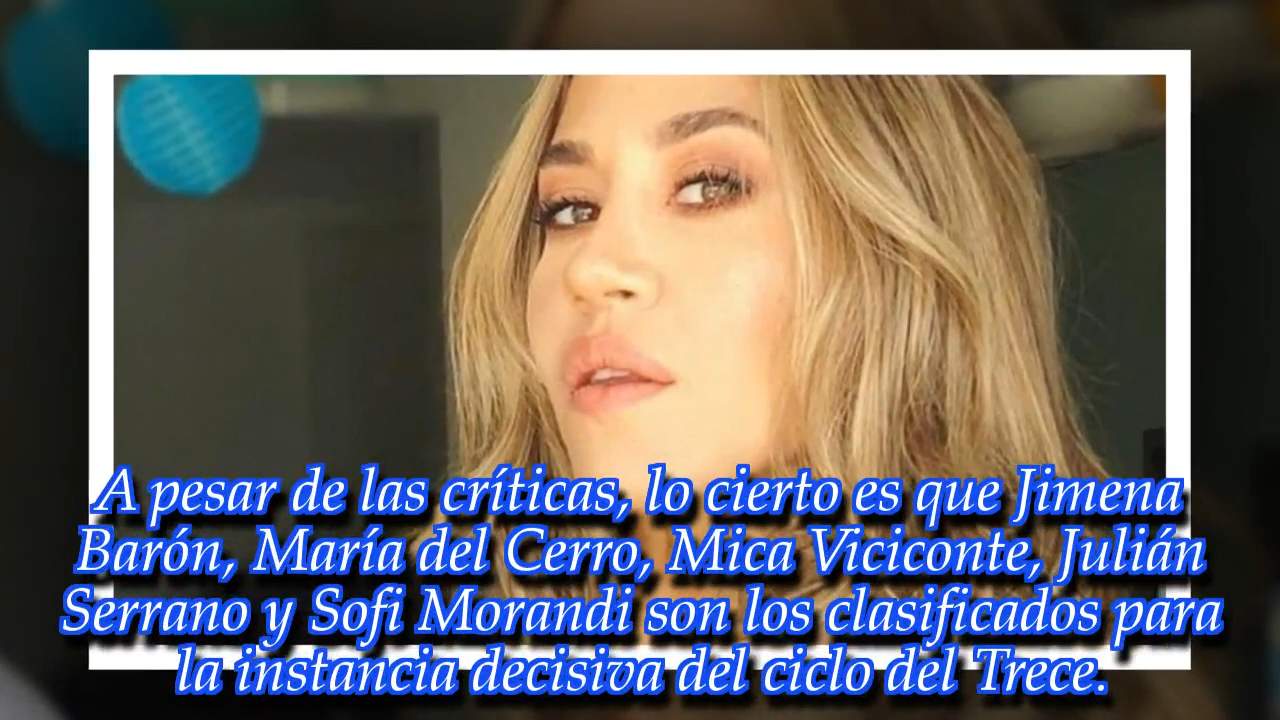 A pesar de las críticas, lo cierto es que Jimena
Barón, María del Cerro, Mica Viciconte, Julián
Serrano y Sofi Morandi son los clasificados para
la instancia decisiva del ciclo del Trece.